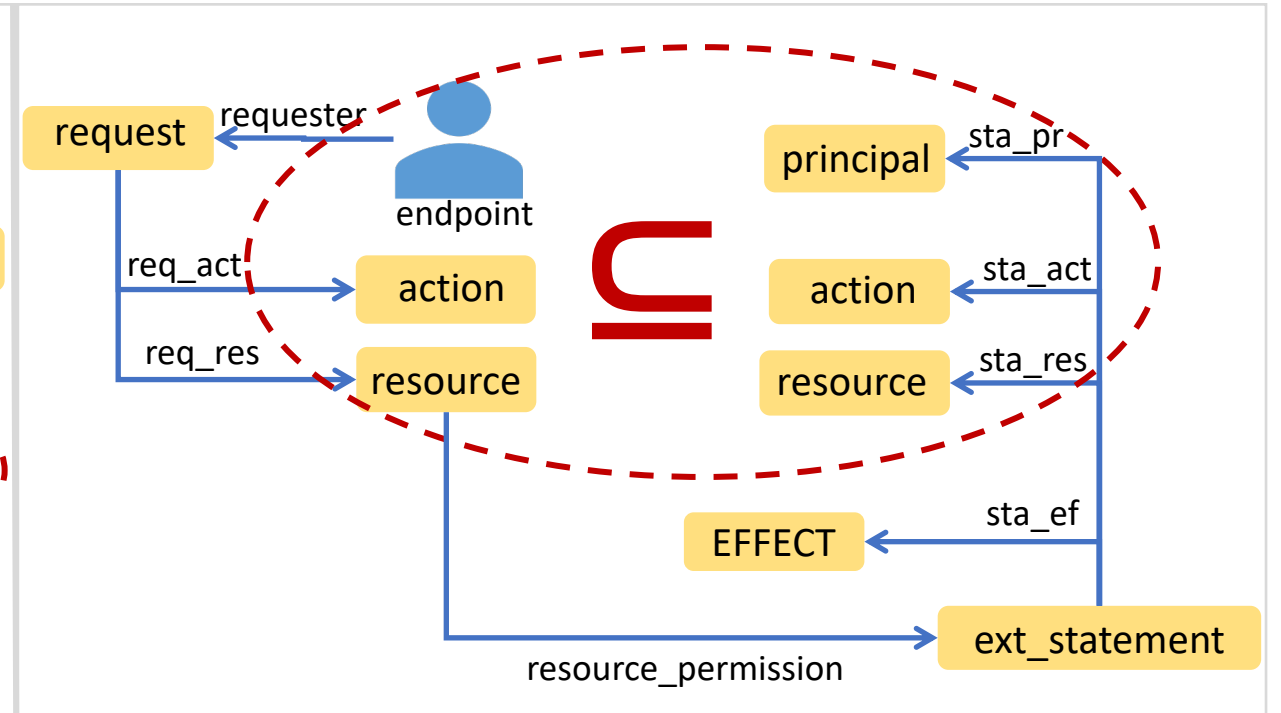 request
requester
endpoint
principal
sta_pr
req_act
action
⊆
action
sta_act
req_res
resource
resource
sta_res
EFFECT
sta_ef
resource_permission
ext_statement